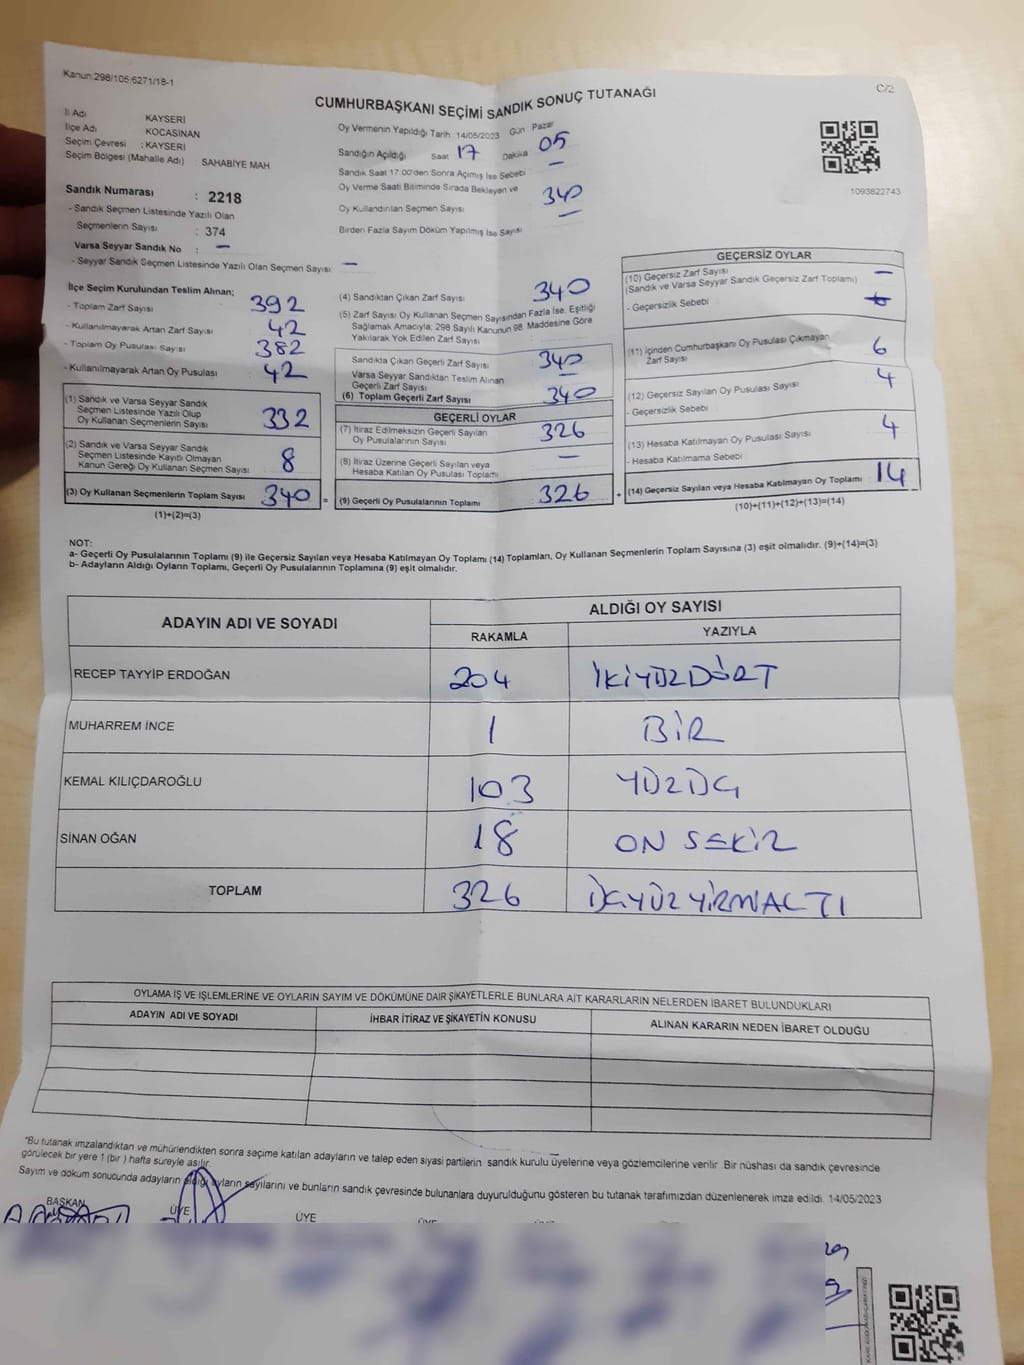 Kanun:298/105,6271/18-1
C/2
CUMHURBAŞKANI SEÇİMİ SANDIK SONUÇ TUTANAĞI
İl Adı KAYSERİ
İlçe Adı KOCASİNAN
Seçim Çevresi : KAYSERİ
Seçim Bölgesi (Mahalle Adı) SAHABİYE MAH
Sandık Numarası : 2218
- Sandık Seçmen Listesinde Yazılı Olan
Seçmenlerin Sayısı : 374
Varsa Seyyar Sandık No : —
- Seyyar Sandık Seçmen Listesinde Yazılı Olan Seçmen Sayısı: —
Oy Vermenin Yapıldığı Tarih :14/05/2023 Gün Pazar
Sandığın Açıldığı Saat 17 Dakika 05
Sandık Saat 17:00'den Sonra Açımış İse Sebebi —
Oy Verme Saati Bitiminde Sırada Bekleyen ve
Oy Kullandırılan Seçmen Sayısı 340
Birden Fazla Sayım Döküm Yapılmış İse Sayısı —
1093822743
İlçe Seçim Kurulundan Teslim Alınan;
- Toplam Zarf Sayısı 392
- Kullanılmayarak Artan Zarf Sayısı 42
- Toplam Oy Pusulası Sayısı 382
- Kullanılmayarak Artan Oy Pusulası 42
(1) Sandık ve Varsa Seyyar Sandık
Seçmen Listesinde Yazılı Olup
Oy Kullanan Seçmenlerin Sayısı 332
(2) Sandık ve Varsa Seyyar Sandık
Seçmen Listesinde Kayıtlı Olmayan
Kanun Gereği Oy Kullanan Seçmen Sayısı 8
(3) Oy Kullanan Seçmenlerin Toplam Sayısı 340 =
(1)+(2)=(3)
(4) Sandıktan Çıkan Zarf Sayısı 340
(5) Zarf Sayısı Oy Kullanan Seçmen Sayısından Fazla İse, Eşitliği
Sağlamak Amacıyla; 298 Sayılı Kanunun 98. Maddesine Göre
Yakılarak Yok Edilen Zarf Sayısı
Sandıkta Çıkan Geçerli Zarf Sayısı 340
Varsa Seyyar Sandıktan Teslim Alınan
Geçerli Zarf Sayısı —
(6) Toplam Geçerli Zarf Sayısı 340
GEÇERLİ OYLAR
(7) İtiraz Edilmeksizin Geçerli Sayılan
Oy Pusulalarının Sayısı 326
(8) İtiraz Üzerine Geçerli Sayılan veya
Hesaba Katılan Oy Pusulası Toplamı —
(9) Geçerli Oy Pusulalarının Toplamı 326 +
GEÇERSİZ OYLAR
(10) Geçersiz Zarf Sayısı —
(Sandık ve Varsa Seyyar Sandık Geçersiz Zarf Toplamı)
- Geçersizlik Sebebi
(11) İçinden Cumhurbaşkanı Oy Pusulası Çıkmayan
Zarf Sayısı 6
(12) Geçersiz Sayılan Oy Pusulası Sayısı 4
- Geçersizlik Sebebi
(13) Hesaba Katılmayan Oy Pusulası Sayısı 4
- Hesaba Katılmama Sebebi
(14) Geçersiz Sayılan veya Hesaba Katılmayan Oy Toplamı 14
(10)+(11)+(12)+(13)=(14)
NOT:
a- Geçerli Oy Pusulalarının Toplamı (9) ile Geçersiz Sayılan veya Hesaba Katılmayan Oy Toplamı (14) Toplamları, Oy Kullanan Seçmenlerin Toplam Sayısına (3) eşit olmalıdır. (9)+(14)=(3)
b- Adayların Aldığı Oyların Toplamı, Geçerli Oy Pusulalarının Toplamına (9) eşit olmalıdır.
ADAYIN ADI VE SOYADI
ALDIĞI OY SAYISI
RAKAMLA YAZIYLA
RECEP TAYYİP ERDOĞAN 204 İKİYÜZDÖRT
MUHARREM İNCE 1 BİR
KEMAL KILIÇDAROĞLU 103 YÜZÜÇ
SİNAN OĞAN 18 ON SEKİZ
TOPLAM 326 ÜÇYÜZYİRMİALTI
OYLAMA İŞ VE İŞLEMLERİNE VE OYLARIN SAYIM VE DÖKÜMÜNE DAİR ŞİKAYETLERLE BUNLARA AİT KARARLARIN NELERDEN İBARET BULUNDUKLARI
ADAYIN ADI VE SOYADI İHBAR İTİRAZ VE ŞİKAYETİN KONUSU ALINAN KARARIN NEDEN İBARET OLDUĞU
"Bu tutanak imzalandıktan ve mühürlendikten sonra seçime katılan adayların ve talep eden siyasi partilerin sandık kurulu üyelerine veya gözlemcilerine verilir. Bir nüshası da sandık çevresinde
görülecek bir yere 1 (bir ) hafta süreyle asılır.
Sayım ve döküm sonucunda adayların aldığı oyların sayılarını ve bunların sandık çevresinde bulunanlara duyurulduğunu gösteren bu tutanak tarafımızdan düzenlenerek imza edildi. 14/05/2023
BAŞKAN ÜYE ÜYE